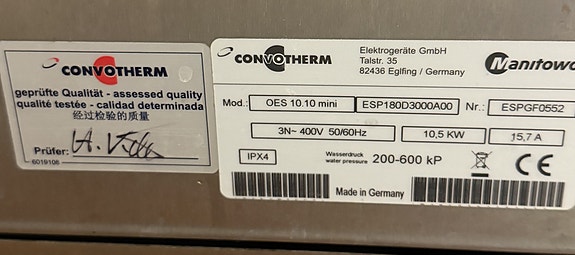 CONVOTHERM
geprüfte Qualität - assessed quality
qualité testée - calidad determinada
经过检验的质量
Prüfer:
6019108
CONVOTHERM
Elektrogeräte GmbH
Talstr. 35
82436 Eglfing / Germany
Manitowo
Mod.: OES 10.10 mini ESP180D3000A00 Nr.: ESPGF0552
3N~ 400V 50/60Hz 10,5 KW 15,7 A
IPX4 Wasserdruck water pressure 200-600 kP CE
Made in Germany